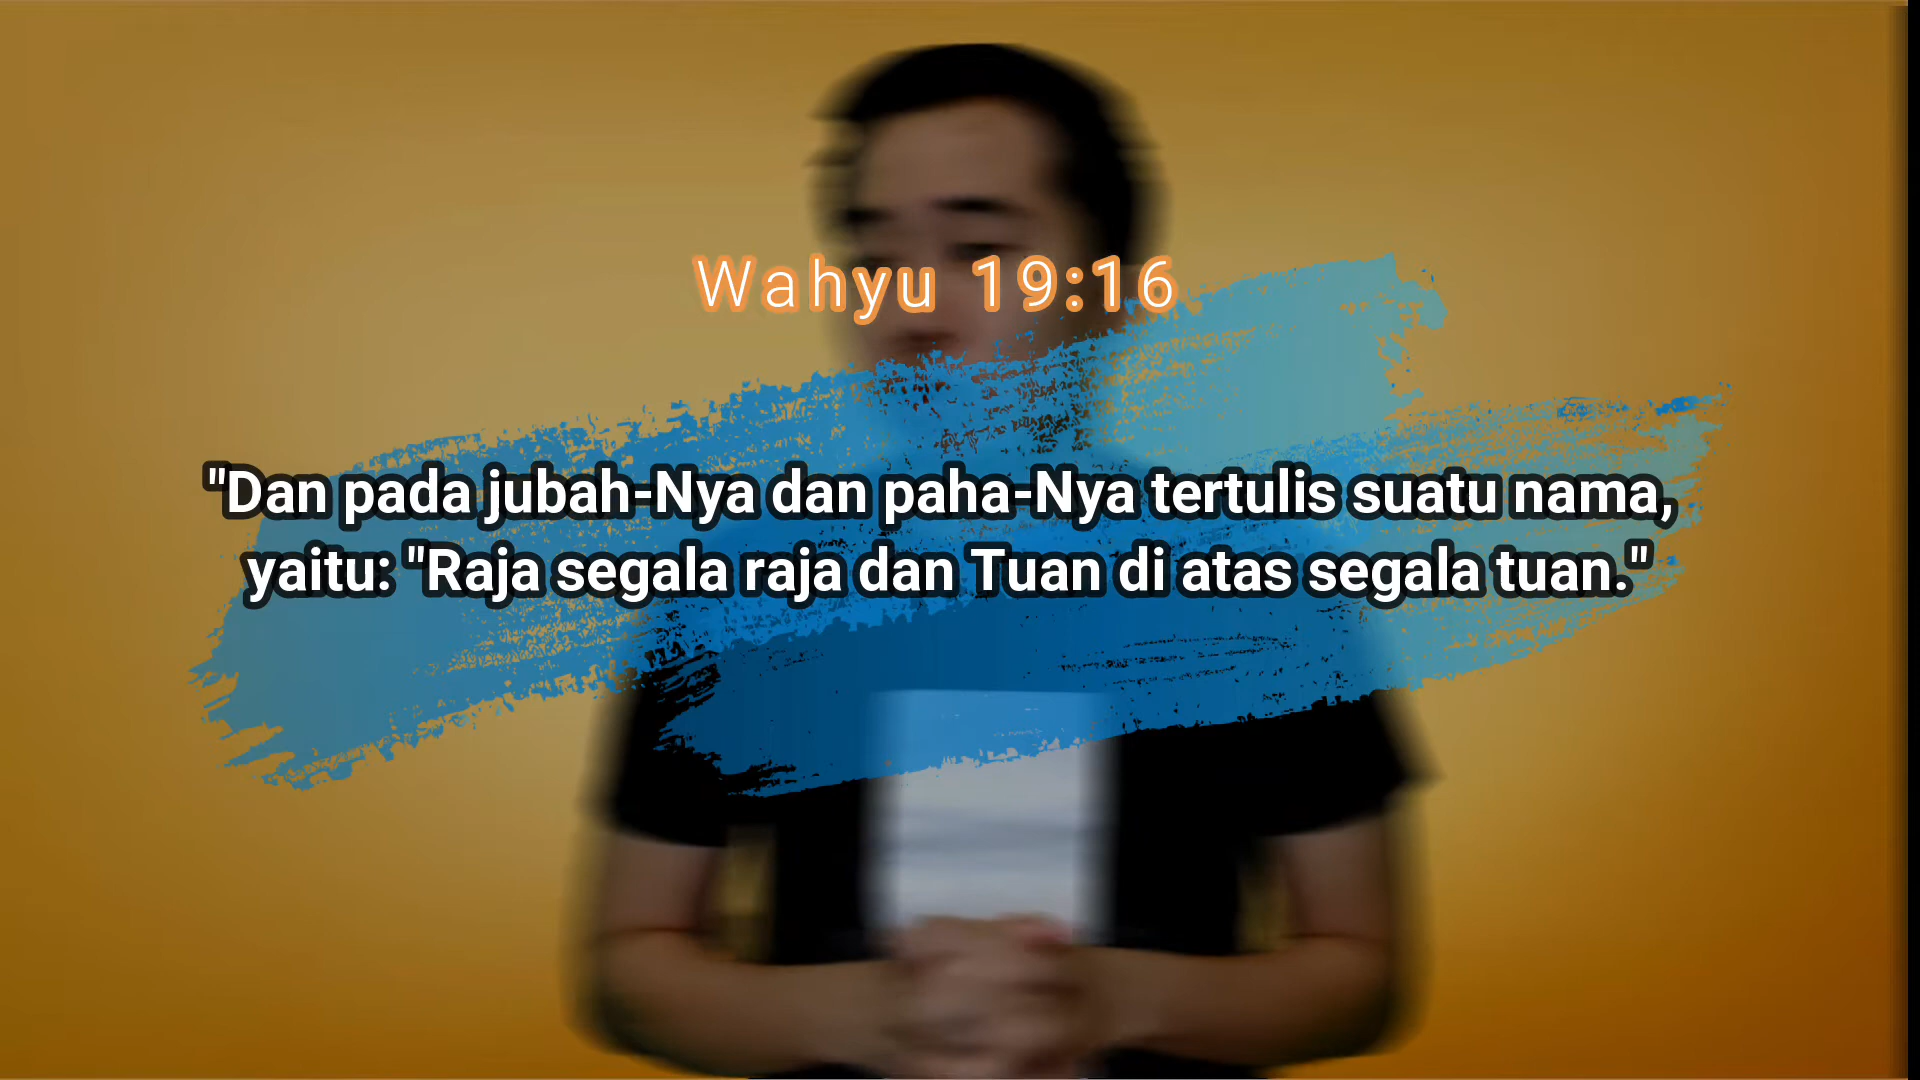 Wahyu 19:16
"Dan pada jubah-Nya dan paha-Nya tertulis suatu nama,
yaitu: "Raja segala raja dan Tuan di atas segala tuan."